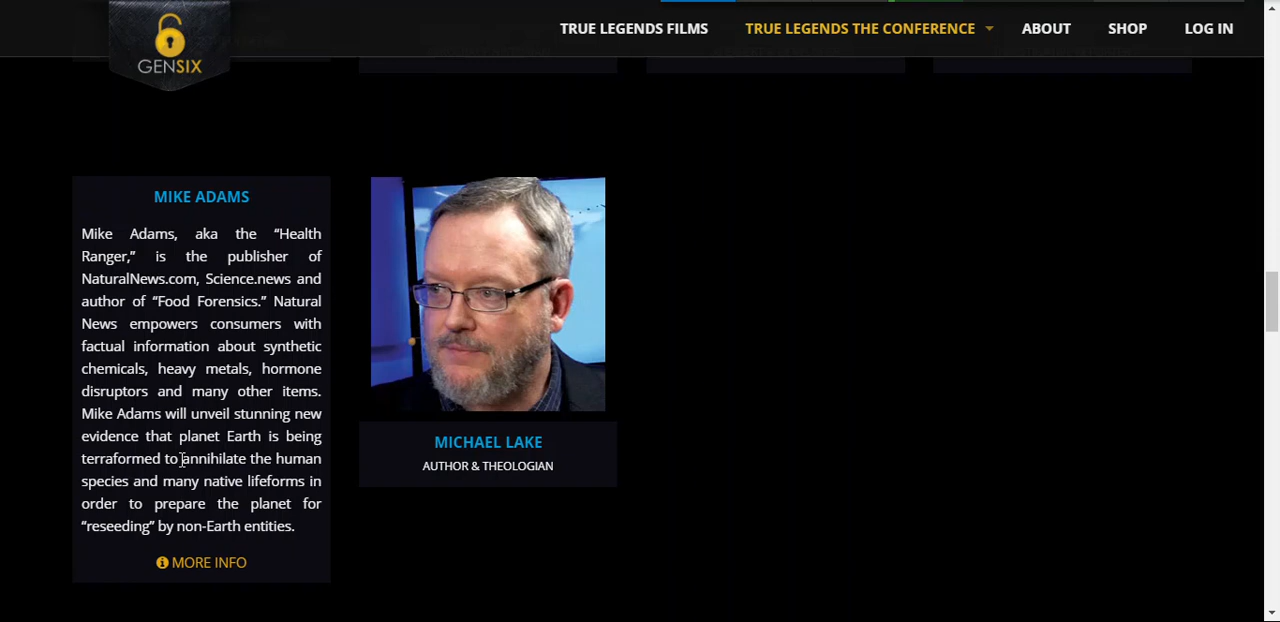 TRUE LEGENDS FILMS
TRUE LEGENDS THE CONFERENCE
ABOUT
SHOP
LOG IN
GENSIX
MIKE ADAMS
Mike Adams, aka the “Health
Ranger,” is the publisher of
NaturalNews.com, Science.news and
author of “Food Forensics.” Natural
News empowers consumers with
factual information about synthetic
chemicals, heavy metals, hormone
disruptors and many other items.
Mike Adams will unveil stunning new
evidence that planet Earth is being
terraformed to annihilate the human
species and many native lifeforms in
order to prepare the planet for
“reseeding” by non-Earth entities.
MORE INFO
MICHAEL LAKE
AUTHOR & THEOLOGIAN